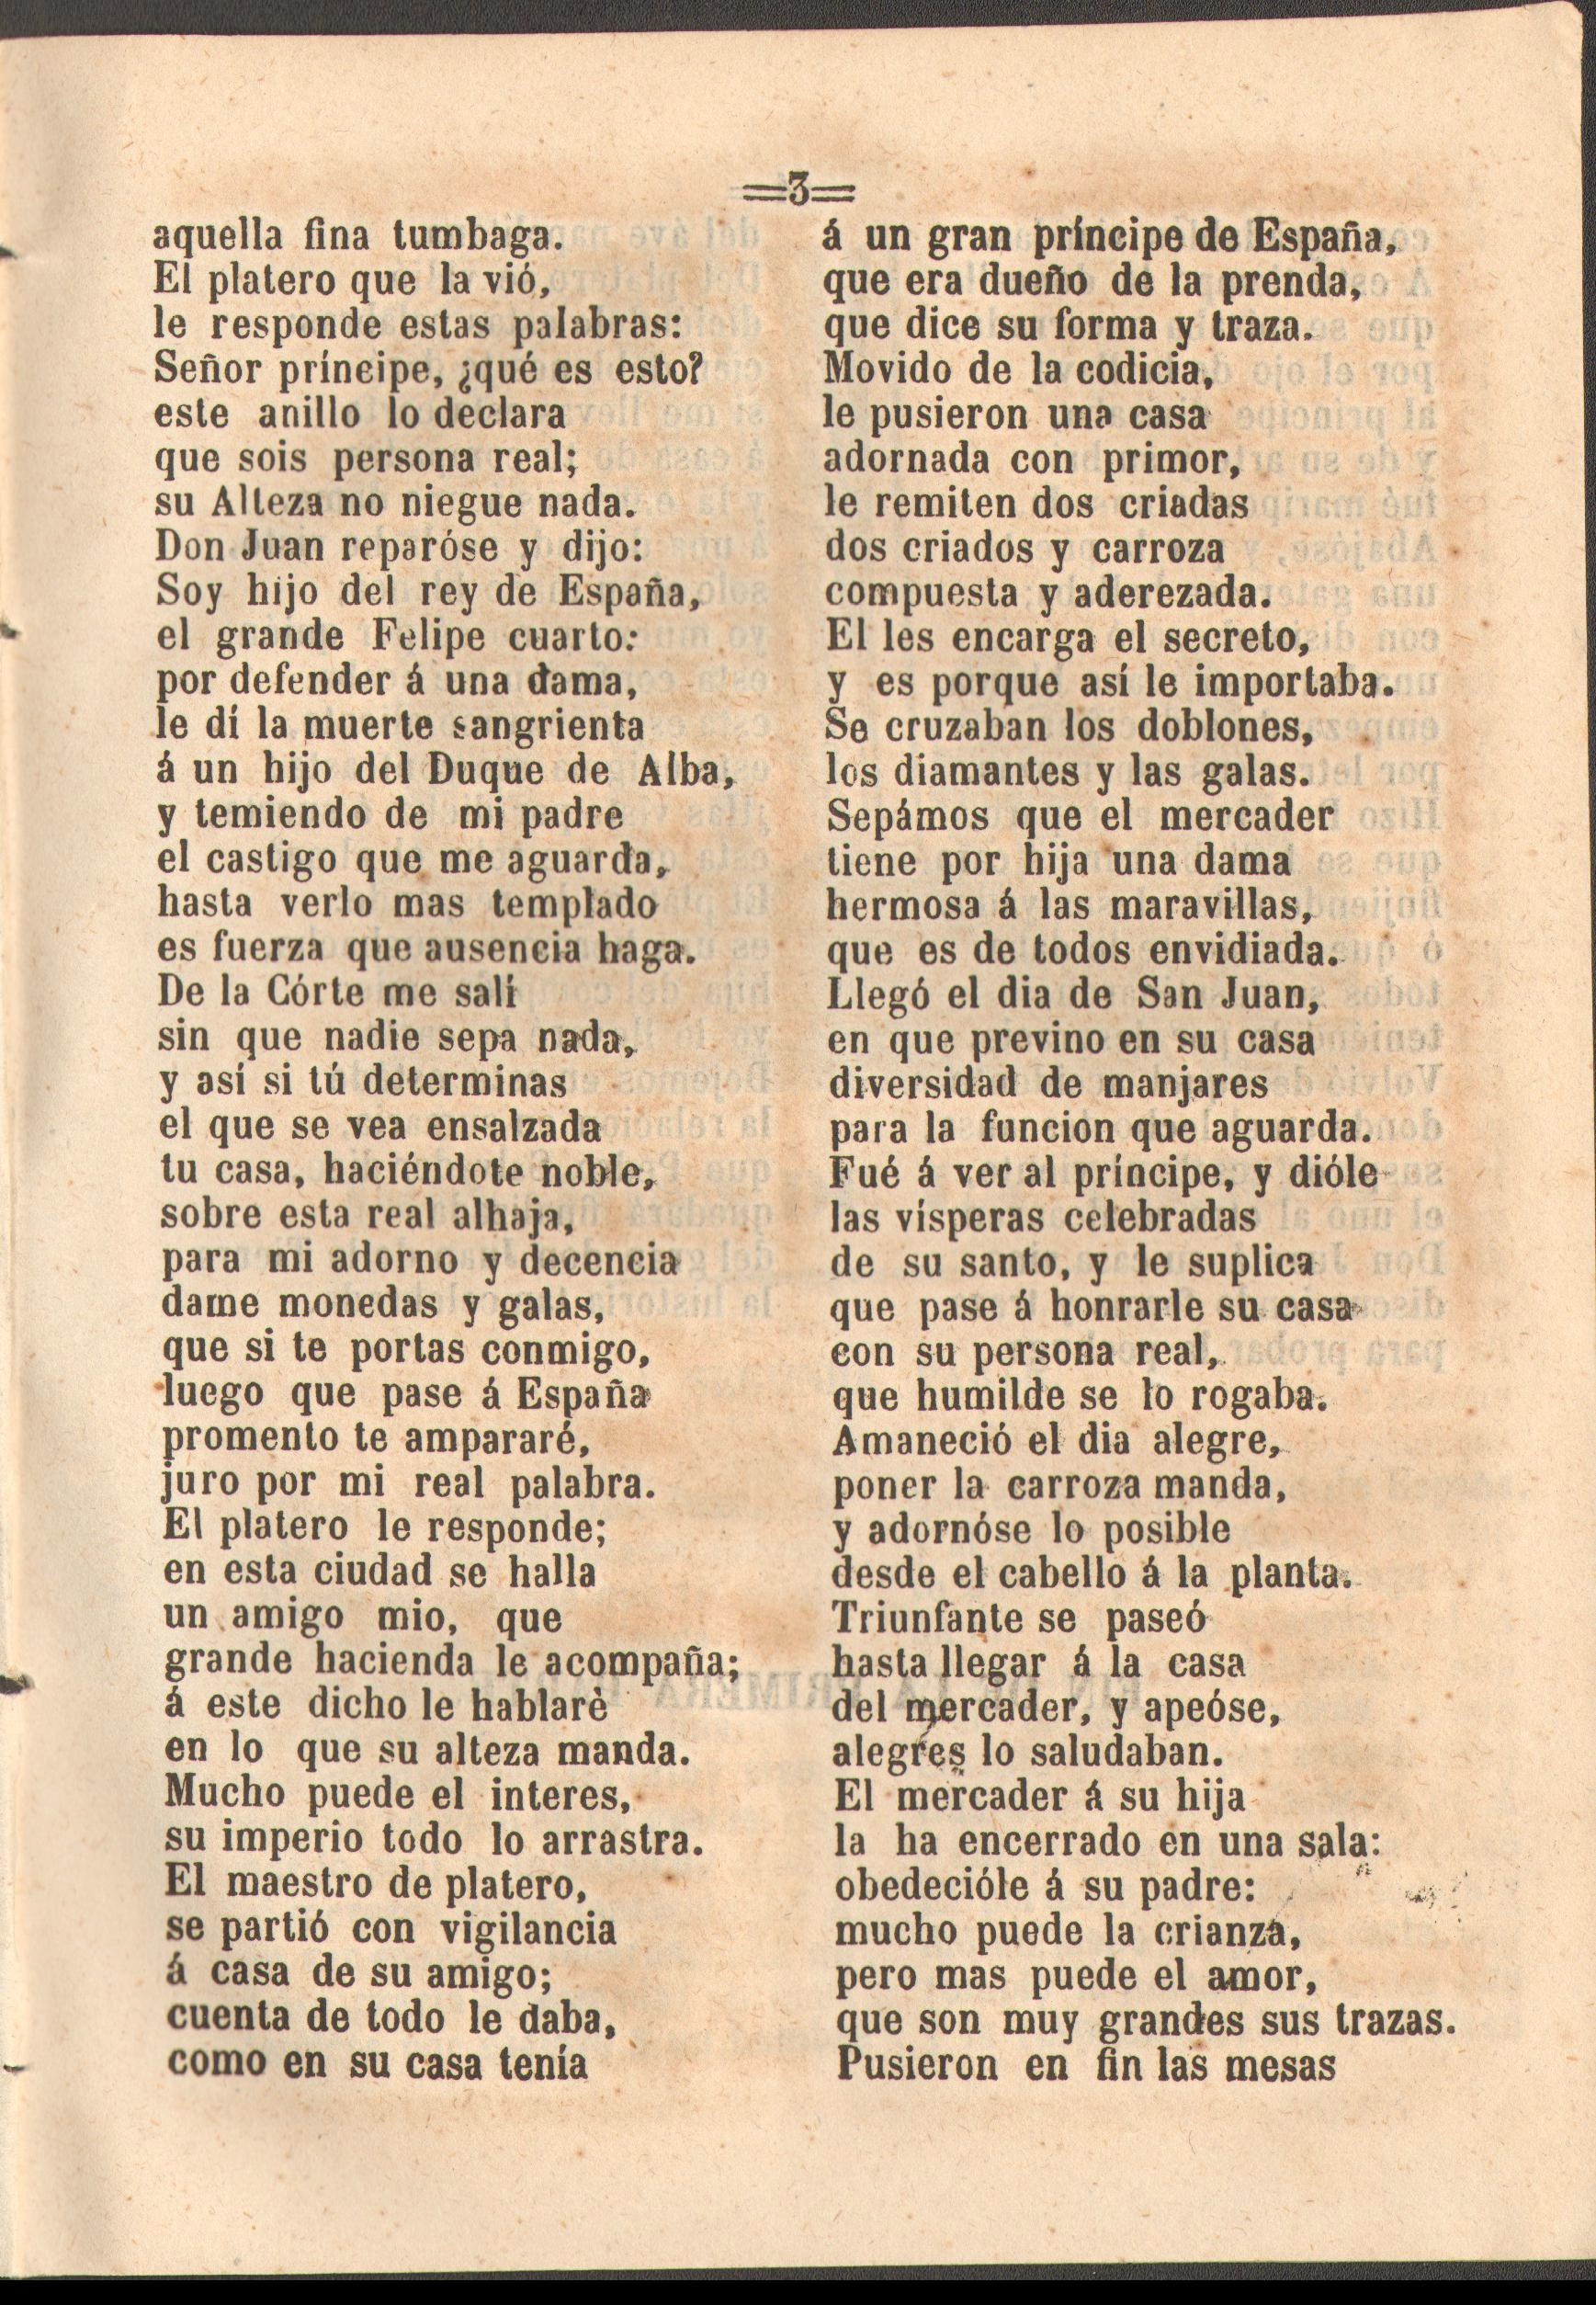 =3=
aquella fina tumbaga.
El platero que la vió,
le responde estas palabras:
Señor príncipe, ¿qué es esto?
este anillo lo declara
que sois persona real;
su Alteza no niegue nada.
Don Juan reparóse y dijo:
Soy hijo del rey de España,
el grande Felipe cuarto:
por defender á una dama,
le dí la muerte sangrienta
á un hijo del Duque de Alba,
y temiendo de mi padre
el castigo que me aguarda,
hasta verlo mas templado
es fuerza que ausencia haga.
De la Córte me salí
sin que nadie sepa nada,
y así si tú determinas
el que se vea ensalzada
tu casa, haciéndote noble,
sobre esta real alhaja,
para mi adorno y decencia
dame monedas y galas,
que si te portas conmigo,
luego que pase á España
promento te ampararé,
juro por mi real palabra.
El platero le responde;
en esta ciudad se halla
un amigo mio, que
grande hacienda le acompaña;
á este dicho le hablarè
en lo que su alteza manda.
Mucho puede el interes,
su imperio todo lo arrastra.
El maestro de platero,
se partió con vigilancia
á casa de su amigo;
cuenta de todo le daba,
como en su casa tenía
á un gran príncipe de España,
que era dueño de la prenda,
que dice su forma y traza.
Movido de la codicia,
le pusieron una casa
adornada con primor,
le remiten dos criadas
dos criados y carroza
compuesta y aderezada.
El les encarga el secreto,
y es porque así le importaba.
Se cruzaban los doblones,
los diamantes y las galas.
Sepámos que el mercader
tiene por hija una dama
hermosa á las maravillas,
que es de todos envidiada.
Llegó el dia de San Juan,
en que previno en su casa
diversidad de manjares
para la funcion que aguarda.
Fué á ver al príncipe, y dióle
las vísperas celebradas
de su santo, y le suplica
que pase á honrarle su casa
con su persona real,
que humilde se lo rogaba.
Amaneció el dia alegre,
poner la carroza manda,
y adornóse lo posible
desde el cabello á la planta.
Triunfante se paseó
hasta llegar á la casa
del mercader, y apeóse,
alegres lo saludaban.
El mercader á su hija
la ha encerrado en una sala:
obedecióle á su padre:
mucho puede la crianza,
pero mas puede el amor,
que son muy grandes sus trazas.
Pusieron en fin las mesas